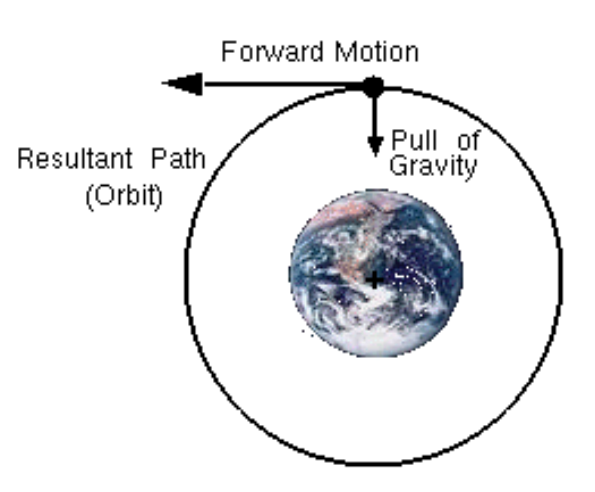 Forward Motion
Pull of
Gravity
Resultant Path
(Orbit)